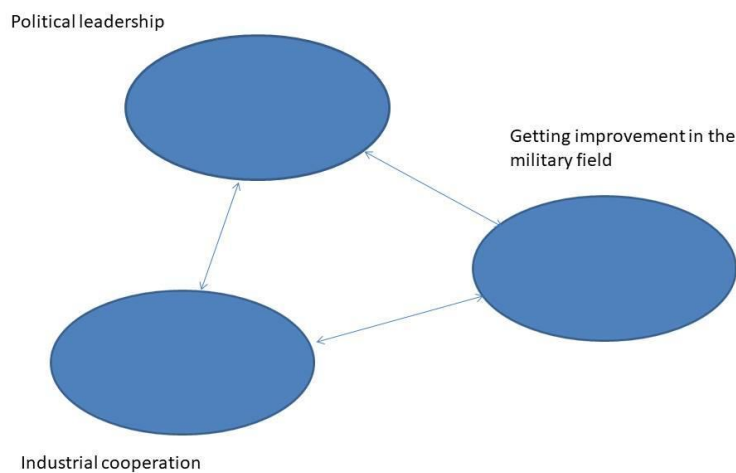 Political leadership
Getting improvement in the
military field
Industrial cooperation